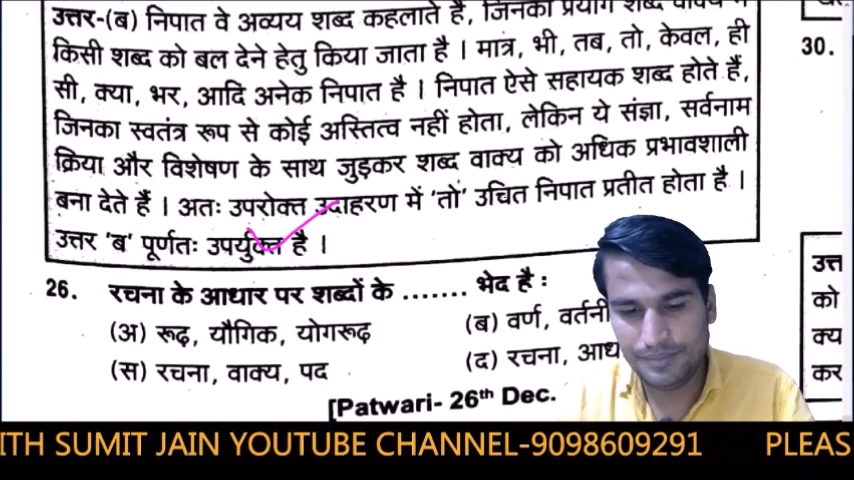 उत्तर-(ब) निपात वे अव्यय शब्द कहलाते है, जिनका प्रयोग शब्द वाक्य में
किसी शब्द को बल देने हेतु किया जाता है । मात्र, भी, तब, तो, केवल, ही
सी, क्या, भर, आदि अनेक निपात है । निपात ऐसे सहायक शब्द होते हैं,
जिनका स्वतंत्र रूप से कोई अस्तित्व नहीं होता, लेकिन ये संज्ञा, सर्वनाम
क्रिया और विशेषण के साथ जुड़कर शब्द वाक्य को अधिक प्रभावशाली
बना देते हैं । अतः उपरोक्त उदाहरण में 'तो' उचित निपात प्रतीत होता है ।
उत्तर 'ब' पूर्णतः उपर्युक्त है ।
26. रचना के आधार पर शब्दों के ....... भेद है :
(अ) रूढ़, यौगिक, योगरूढ़
(ब) वर्ण, वर्तनी
(स) रचना, वाक्य, पद
(द) रचना, आध
[Patwari- 26th Dec.
30.
उत्त
को
क्य
कर
ITH SUMIT JAIN YOUTUBE CHANNEL-9098609291 PLEAS